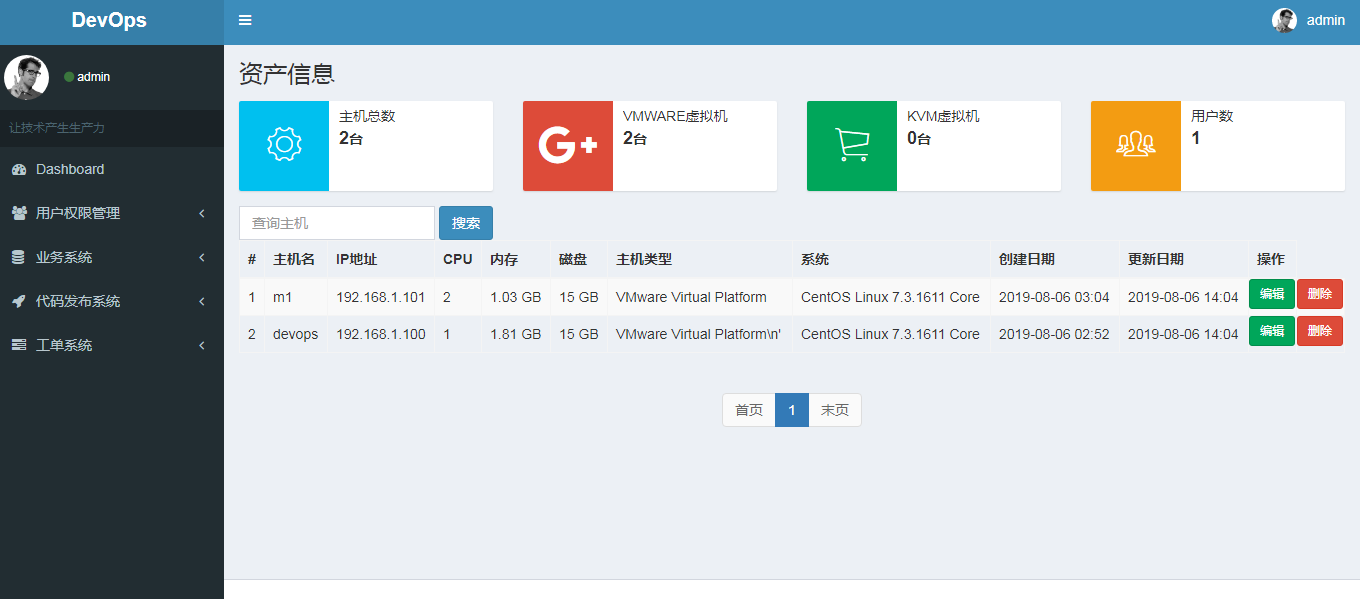 DevOps
admin
admin
让技术产生生产力
Dashboard
用户权限管理
业务系统
代码发布系统
工单系统
资产信息
主机总数
2台
G+
VMWARE虚拟机
2台
KVM虚拟机
0台
用户数
1
查询主机 搜索
# 主机名 IP地址 CPU 内存 磁盘 主机类型 系统 创建日期 更新日期 操作
1 m1 192.168.1.101 2 1.03 GB 15 GB VMware Virtual Platform CentOS Linux 7.3.1611 Core 2019-08-06 03:04 2019-08-06 14:04 编辑 删除
2 devops 192.168.1.100 1 1.81 GB 15 GB VMware Virtual Platform\n' CentOS Linux 7.3.1611 Core 2019-08-06 02:52 2019-08-06 14:04 编辑 删除
首页 1 末页